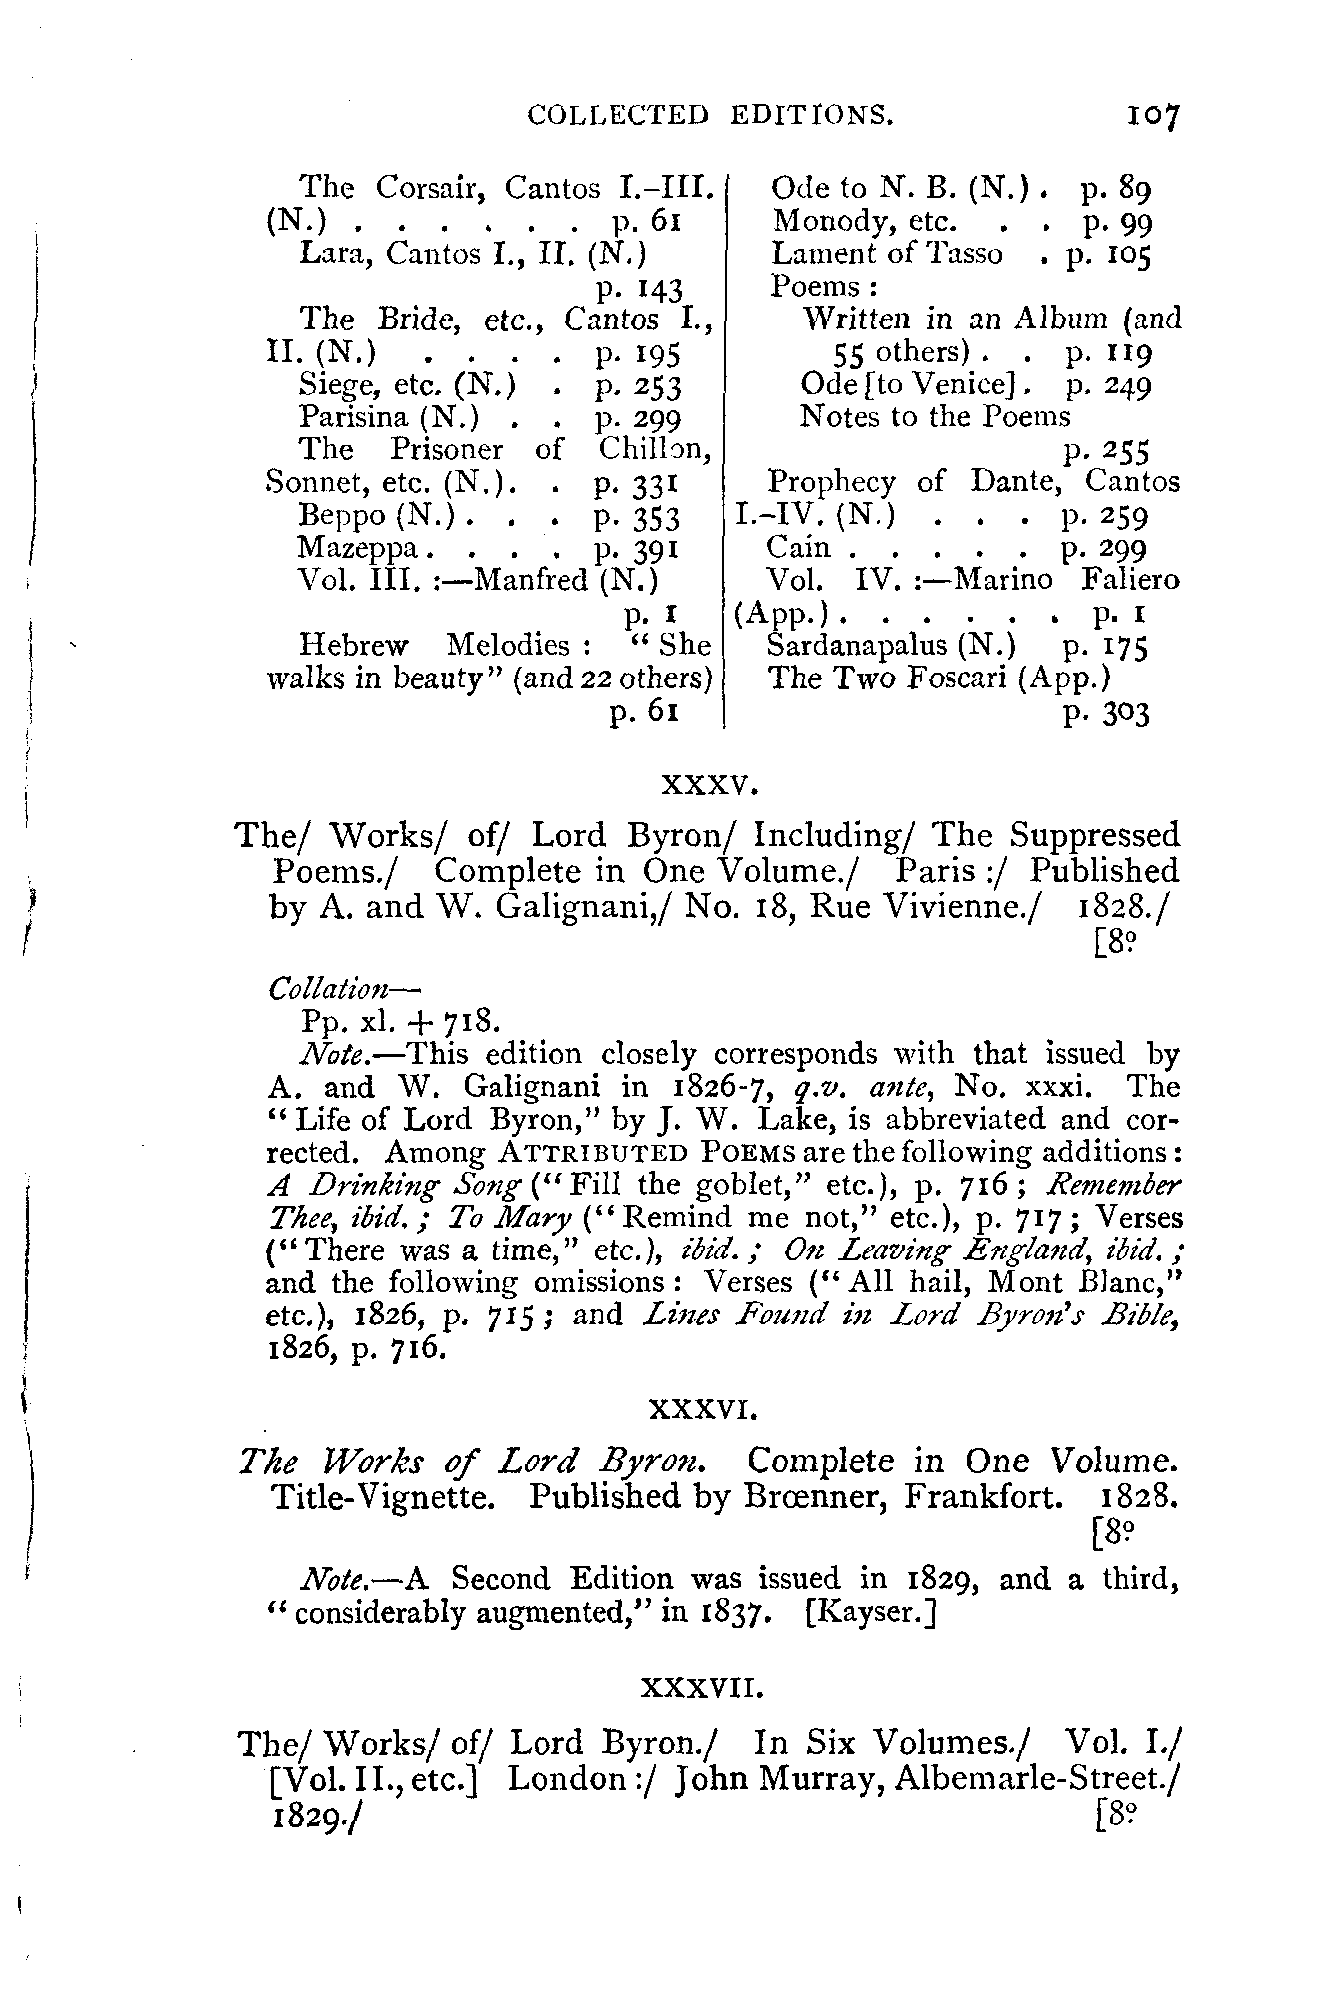 COLLECTED EDITIONS. 107
The Corsair, Cantos I.–III.
(N.) . . . . . . p. 61
Lara, Cantos I., II. (N.)
p. 143
The Bride, etc., Cantos I.,
II. (N.) . . . . p. 195
Siege, etc. (N.) . p. 253
Parisina (N.) . . p. 299
The Prisoner of Chillon,
Sonnet, etc. (N.). . p. 331
Beppo (N.) . . . p. 353
Mazeppa . . . . p. 391
Vol. III. :—Manfred (N.)
p. 1
Hebrew Melodies : “ She
walks in beauty” (and 22 others)
p. 61
Ode to N. B. (N.) . p. 89
Monody, etc. . . p. 99
Lament of Tasso . p. 105
Poems :
Written in an Album (and
55 others) . . p. 119
Ode [to Venice] . p. 249
Notes to the Poems
p. 255
Prophecy of Dante, Cantos
I.–IV. (N.) . . . p. 259
Cain . . . . . p. 299
Vol. IV. :—Marino Faliero
(App.) . . . . . . p. 1
Sardanapalus (N.) p. 175
The Two Foscari (App.)
p. 303
XXXV.
The/ Works/ of/ Lord Byron/ Including/ The Suppressed
Poems./ Complete in One Volume./ Paris :/ Published
by A. and W. Galignani,/ No. 18, Rue Vivienne./ 1828./
[8º
Collation—
Pp. xl. + 718.
Note.—This edition closely corresponds with that issued by
A. and W. Galignani in 1826-7, q.v. ante, No. xxxi. The
“ Life of Lord Byron,” by J. W. Lake, is abbreviated and cor-
rected. Among ATTRIBUTED POEMS are the following additions :
A Drinking Song (“ Fill the goblet,” etc.), p. 716 ; Remember
Thee, ibid. ; To Mary (“ Remind me not,” etc.), p. 717 ; Verses
(“ There was a time,” etc.), ibid. ; On Leaving England, ibid. ;
and the following omissions : Verses (“ All hail, Mont Blanc,”
etc.), 1826, p. 715 ; and Lines Found in Lord Byron's Bible,
1826, p. 716.
XXXVI.
The Works of Lord Byron. Complete in One Volume.
Title-Vignette. Published by Brœnner, Frankfort. 1828.
[8º
Note.—A Second Edition was issued in 1829, and a third,
“ considerably augmented,” in 1837. [Kayser.]
XXXVII.
The/ Works/ of/ Lord Byron./ In Six Volumes./ Vol. I./
[Vol. II., etc.] London :/ John Murray, Albemarle-Street./
1829./ [8º